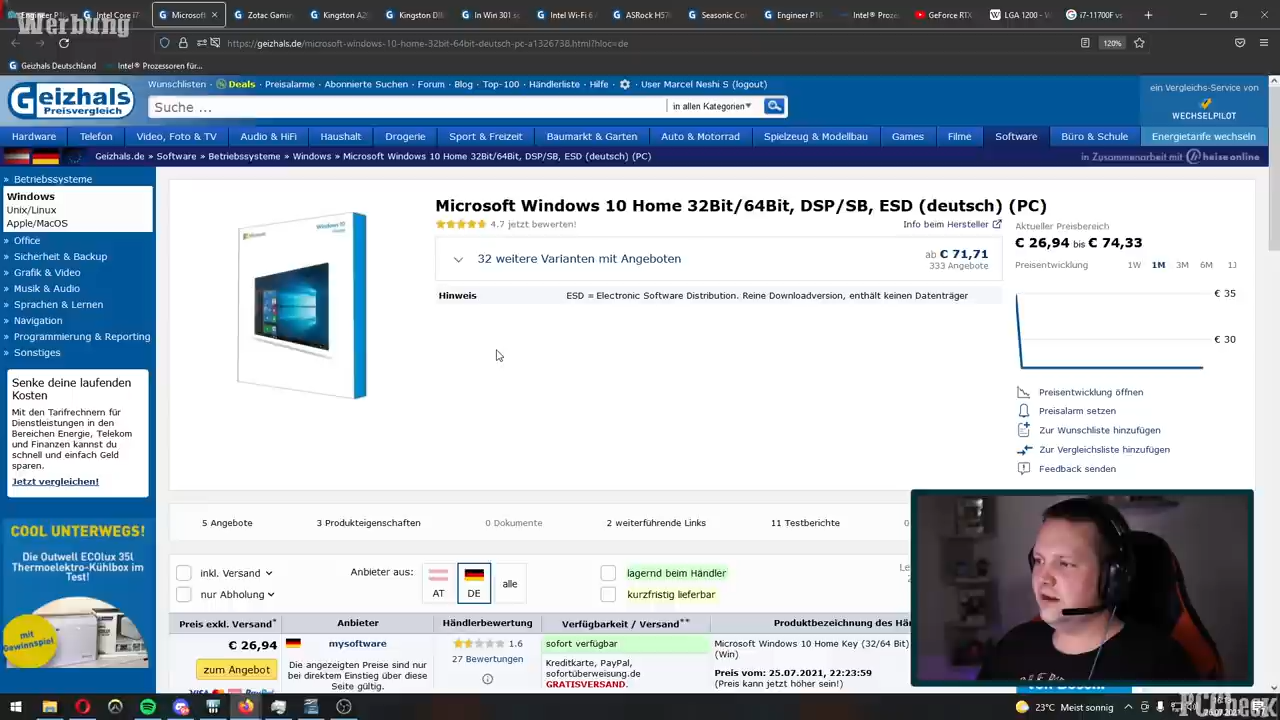 Werbung
Engineer P
Intel Core i
Microsoft
Zotac Gamin
Kingston A2
Kingston DI
In Win 301
Intel Wi-Fi 6
ASRock H57
Seasonic Co
Engineer P
Intel® Proze
GeForce RT
LGA 1200 -
i7-11700F v
https://geizhals.de/microsoft-windows-10-home-32bit-64bit-deutsch-pc-a1326738.html?hloc=de
120%
Geizhals Deutschland
Intel® Prozessoren für...
Geizhals
Preisvergleich
Wunschlisten
Deals
Preisalarme
Abonnierte Suchen
Forum
Blog
Top-100
Händlerliste
Hilfe
User Marcel Neshi S (logout)
Suche ...
in allen Kategorien
ein Vergleichs-Service von
WECHSELPILOT
Hardware
Telefon
Video, Foto & TV
Audio & HiFi
Haushalt
Drogerie
Sport & Freizeit
Baumarkt & Garten
Auto & Motorrad
Spielzeug & Modellbau
Games
Filme
Software
Büro & Schule
Energietarife wechseln
Geizhals.de » Software » Betriebssysteme » Windows » Microsoft Windows 10 Home 32Bit/64Bit, DSP/SB, ESD (deutsch) (PC)
in Zusammenarbeit mit heise online
» Betriebssysteme
Windows
Unix/Linux
Apple/MacOS
» Office
» Sicherheit & Backup
» Grafik & Video
» Musik & Audio
» Sprachen & Lernen
» Navigation
» Programmierung & Reporting
» Sonstiges
Senke deine laufenden
Kosten
Mit den Tarifrechnern für
Dienstleistungen in den
Bereichen Energie, Telekom
und Finanzen kannst du
schnell und einfach Geld
sparen.
Jetzt vergleichen!
COOL UNTERWEGS!
Die Outwell ECOlux 35l
Thermoelektro-Kühlbox im
Test!
mit
Gewinnspiel
Microsoft Windows 10 Home 32Bit/64Bit, DSP/SB, ESD (deutsch) (PC)
4.7 jetzt bewerten!
Info beim Hersteller
32 weitere Varianten mit Angeboten
ab € 71,71
333 Angebote
Hinweis
ESD = Electronic Software Distribution. Reine Downloadversion, enthält keinen Datenträger
Aktueller Preisbereich
€ 26,94 bis € 74,33
Preisentwicklung
1W
1M
3M
6M
1J
€ 35
€ 30
Preisentwicklung öffnen
Preisalarm setzen
Zur Wunschliste hinzufügen
Zur Vergleichsliste hinzufügen
Feedback senden
5 Angebote
3 Produkteigenschaften
0 Dokumente
2 weiterführende Links
11 Testberichte
inkl. Versand
nur Abholung
Anbieter aus:
AT
DE
alle
lagernd beim Händler
kurzfristig lieferbar
Preis exkl. Versand*
Anbieter
Händlerbewertung
Verfügbarkeit / Versand**
Produktbezeichnung des Hä
€ 26,94
zum Angebot
VISA
PayPal
mysoftware
Die angezeigten Preise sind nur
bei direktem Einstieg über diese
Seite gültig.
1.6
27 Bewertungen
sofort verfügbar
Kreditkarte, PayPal,
sofortüberweisung.de
GRATISVERSAND.
Microsoft Windows 10 Home Key (32/64 Bit)
(Win)
Preis vom: 25.07.2021, 22:23:59
(Preis kann jetzt höher sein!)
23°C Meist sonnig
PCCheck